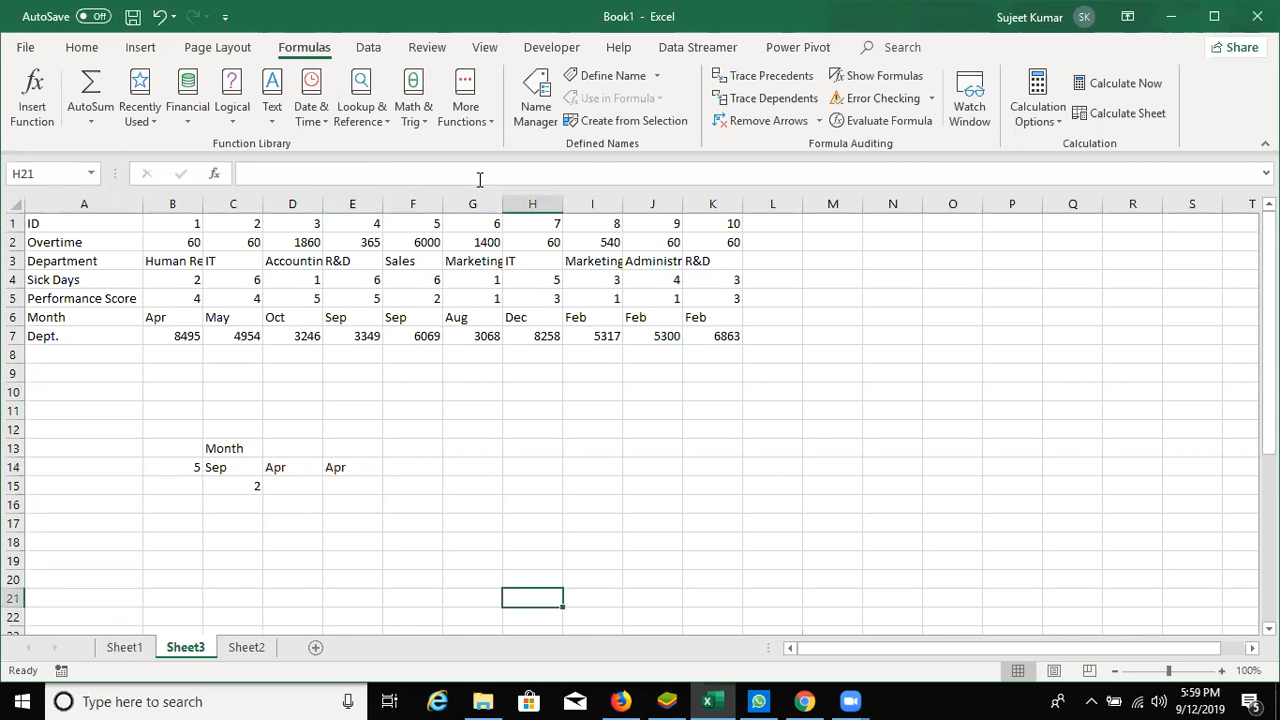 AutoSave Off Book1 - Excel Sujeet Kumar SK
File Home Insert Page Layout Formulas Data Review View Developer Help Data Streamer Power Pivot Search Share
Insert Function
AutoSum
Recently Used
Financial
Logical
Text
Date & Time
Lookup & Reference
Math & Trig
More Functions
Function Library
Name Manager
Define Name
Use in Formula
Create from Selection
Defined Names
Trace Precedents
Trace Dependents
Remove Arrows
Show Formulas
Error Checking
Evaluate Formula
Watch Window
Formula Auditing
Calculation Options
Calculate Now
Calculate Sheet
Calculation
H21 fx
A B C D E F G H I J K L M N O P Q R S T
1 ID 1 2 3 4 5 6 7 8 9 10
2 Overtime 60 60 1860 365 6000 1400 60 540 60 60
3 Department Human Re IT Accountin R&D Sales Marketing IT Marketing Administr R&D
4 Sick Days 2 6 1 6 6 1 5 3 4 3
5 Performance Score 4 4 5 5 2 1 3 1 1 3
6 Month Apr May Oct Sep Sep Aug Dec Feb Feb Feb
7 Dept. 8495 4954 3246 3349 6069 3068 8258 5317 5300 6863
8
9
10
11
12
13 Month
14 5 Sep Apr Apr
15 2
16
17
18
19
20
21
22
Sheet1 Sheet3 Sheet2
Ready 100%
Type here to search
5:59 PM
9/12/2019
5